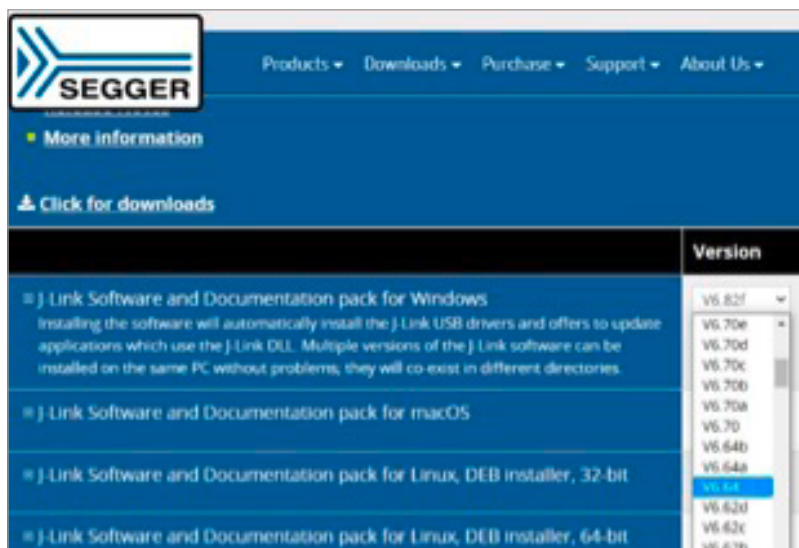 SEGGER
Products Downloads Purchase Support About Us
More information
Click for downloads
Version
J-Link Software and Documentation pack for Windows
V6.82f
Installing the software will automatically install the J-Link USB drivers and offers to update
applications which use the J-Link DLL. Multiple versions of the J-Link software can be
installed on the same PC without problems, they will co-exist in different directories.
V6.70e
V6.70d
V6.70c
V6.70b
V6.70a
V6.70
V6.64b
V6.64a
V6.64
V6.62d
V6.62c
J-Link Software and Documentation pack for macOS
J-Link Software and Documentation pack for Linux, DEB installer, 32-bit
J-Link Software and Documentation pack for Linux, DEB installer, 64-bit